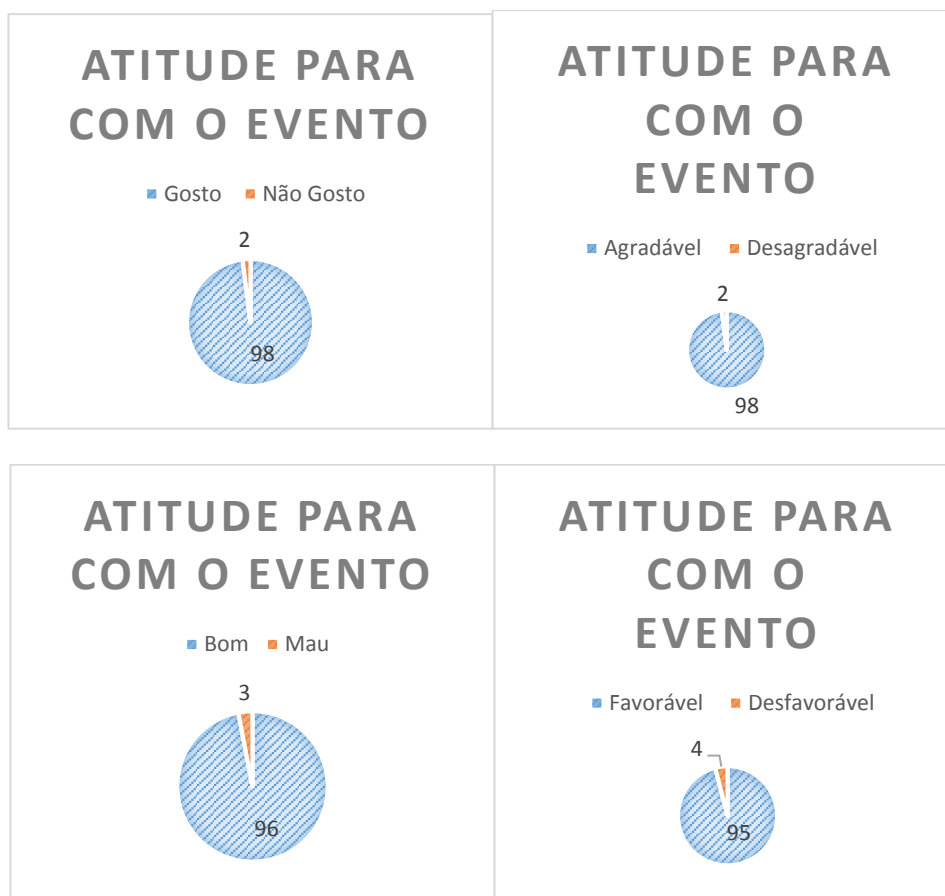 ATITUDE PARA
COM O EVENTO
Gosto Não Gosto
2
98
ATITUDE PARA
COM O
EVENTO
Agradável Desagradável
2
98
ATITUDE PARA
COM O EVENTO
Bom Mau
3
96
ATITUDE PARA
COM O
EVENTO
Favorável Desfavorável
4
95